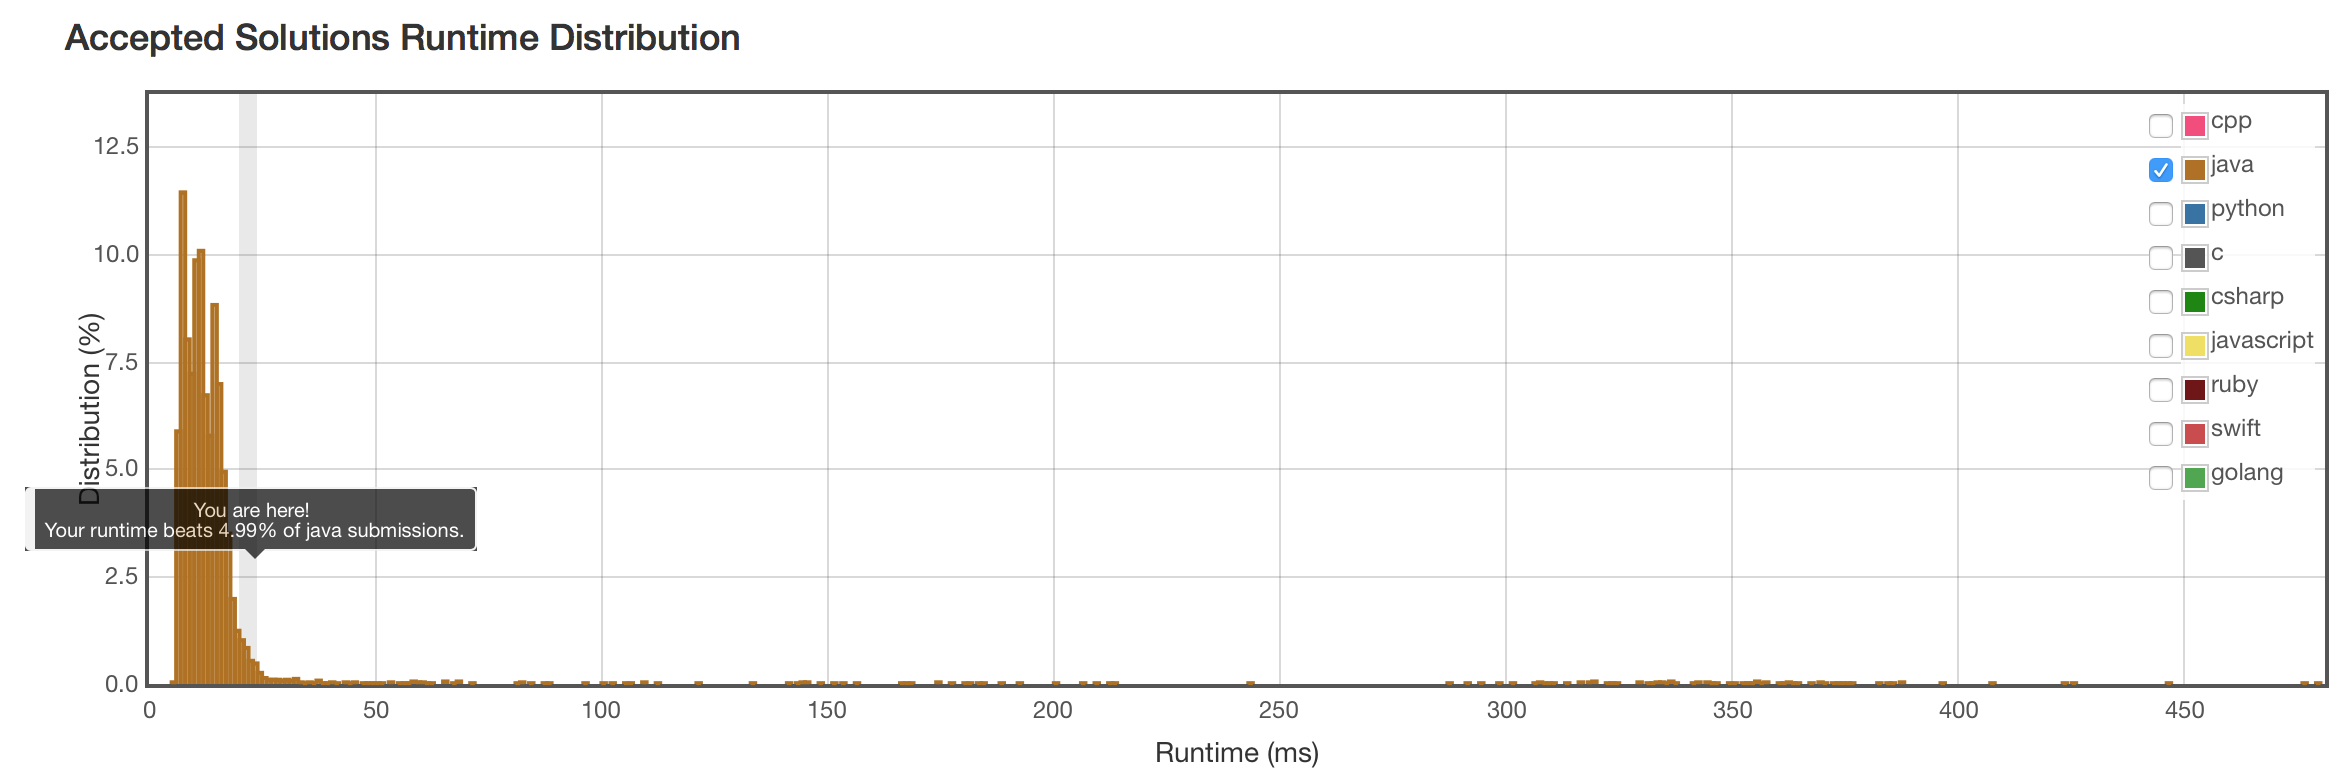 Accepted Solutions Runtime Distribution
12.5
10.0
7.5
5.0
2.5
0.0
Distribution (%)
You are here!
Your runtime beats 4.99% of java submissions.
cpp
java
python
c
csharp
javascript
ruby
swift
golang
0 50 100 150 200 250 300 350 400 450
Runtime (ms)